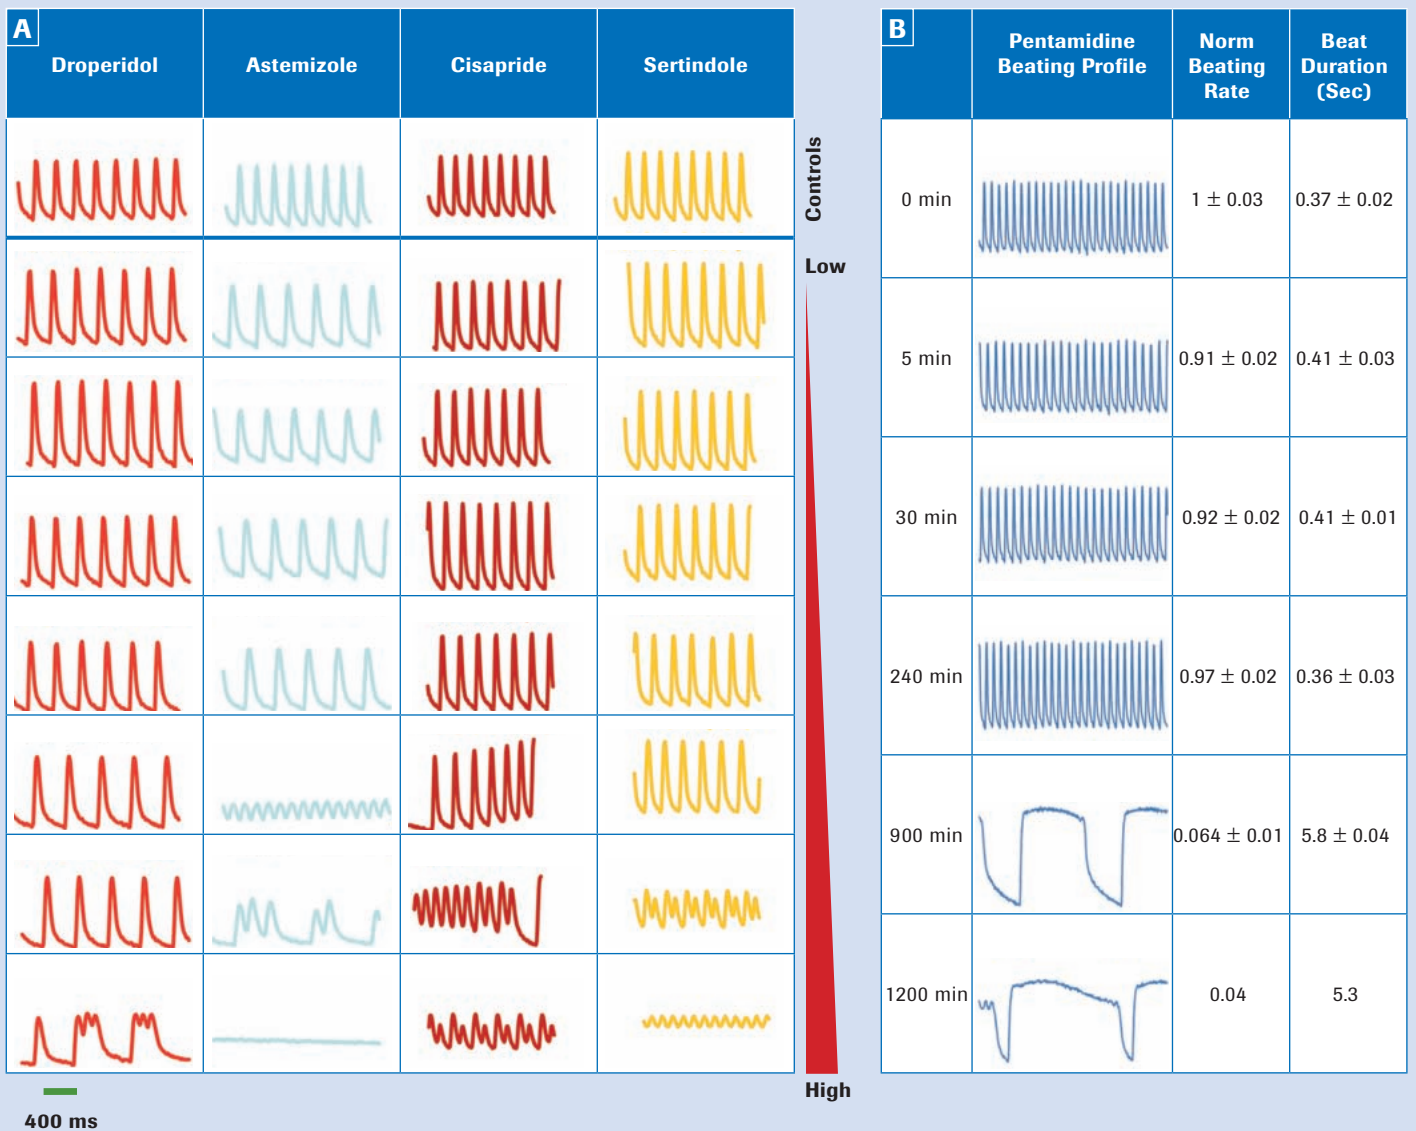 A
Droperidol
Astemizole
Cisapride
Sertindole
Controls
Low
High
400 ms
B
Pentamidine
Beating Profile
Norm
Beating
Rate
Beat
Duration
(Sec)
0 min
1 ± 0.03
0.37 ± 0.02
5 min
0.91 ± 0.02
0.41 ± 0.03
30 min
0.92 ± 0.02
0.41 ± 0.01
240 min
0.97 ± 0.02
0.36 ± 0.03
900 min
0.064 ± 0.01
5.8 ± 0.04
1200 min
0.04
5.3